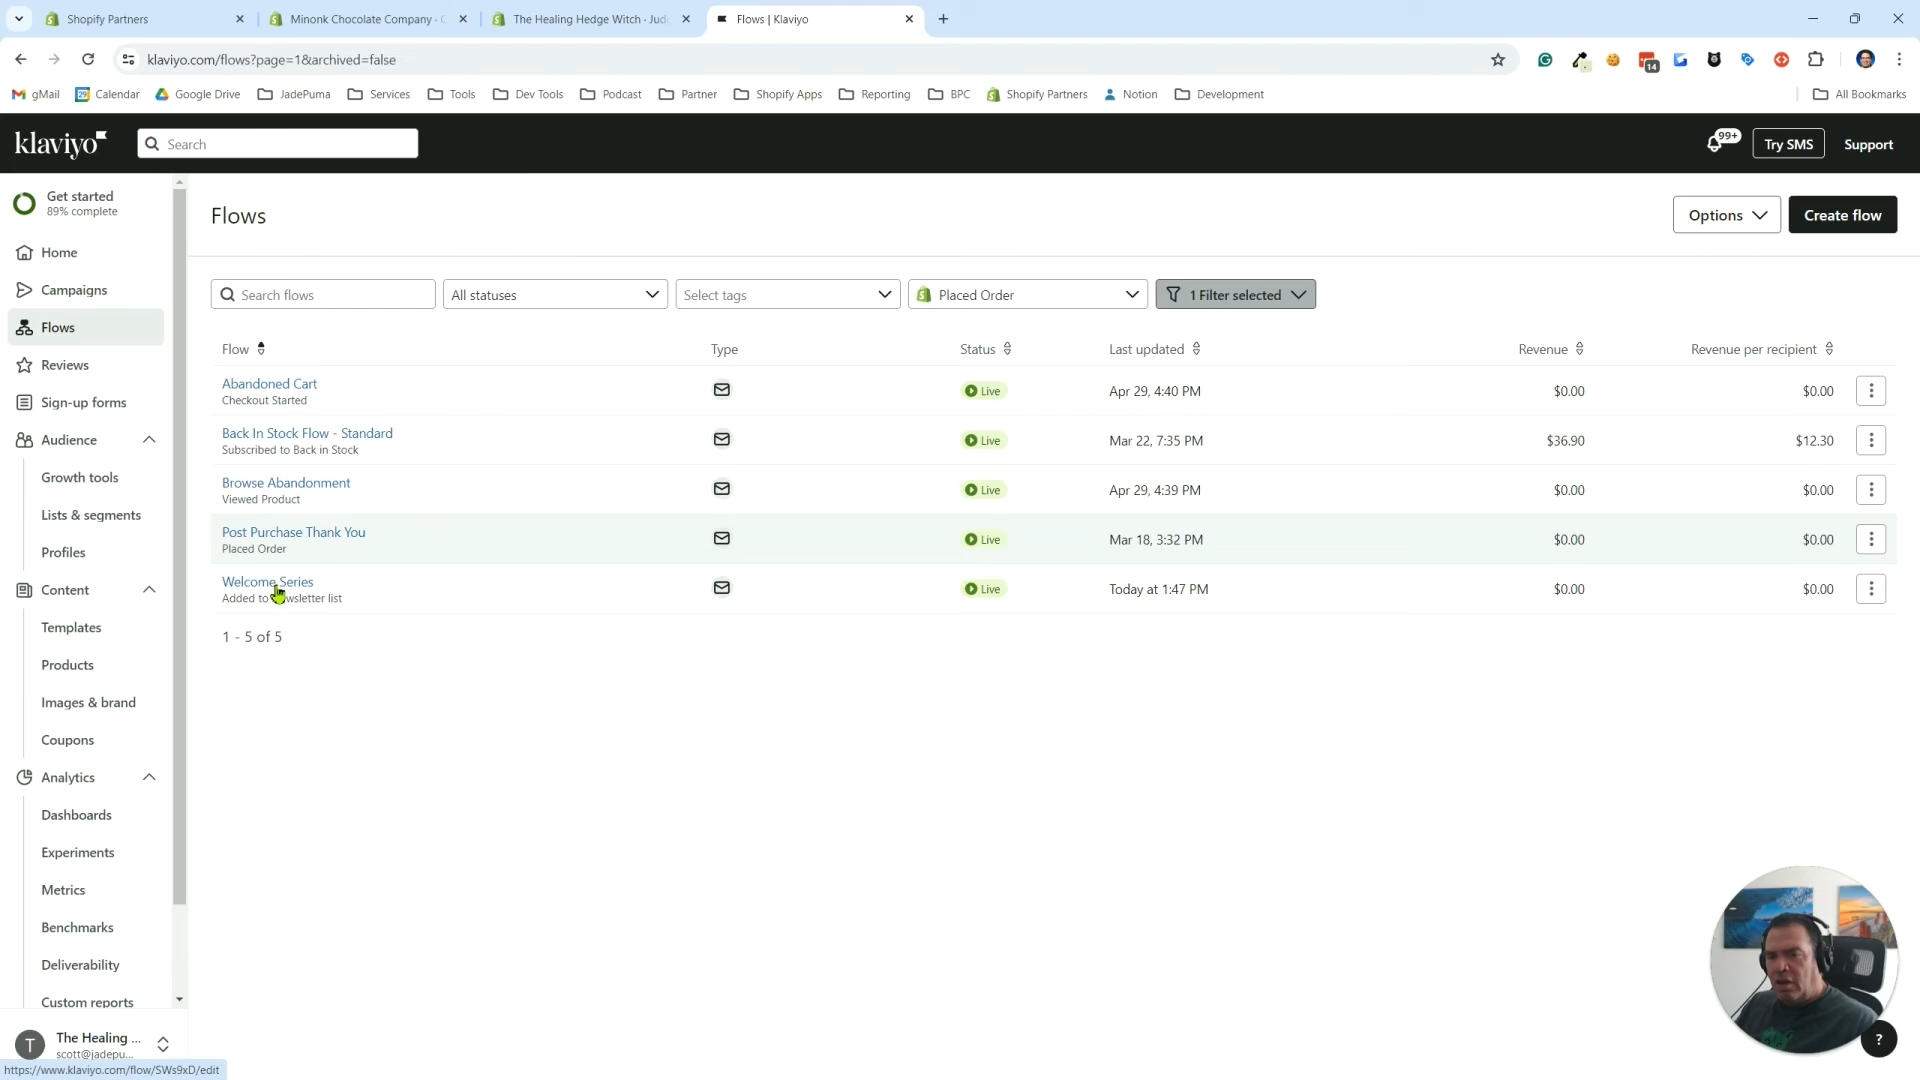 Shopify Partners
Minonk Chocolate Company · C
The Healing Hedge Witch · Jud
Flows | Klaviyo
klaviyo.com/flows?page=1&archived=false
14
gMail
Calendar
Google Drive
JadePuma
Services
Tools
Dev Tools
Podcast
Partner
Shopify Apps
Reporting
BPC
Shopify Partners
Notion
Development
All Bookmarks
klaviyo
Search
99+
Try SMS
Support
Get started
89% complete
Home
Campaigns
Flows
Reviews
Sign-up forms
Audience
Growth tools
Lists & segments
Profiles
Content
Templates
Products
Images & brand
Coupons
Analytics
Dashboards
Experiments
Metrics
Benchmarks
Deliverability
Custom reports
T
The Healing ...
scott@jadepu...
https://www.klaviyo.com/flow/SWs9xD/edit
Flows
Options
Create flow
Search flows
All statuses
Select tags
Placed Order
1 Filter selected
Flow Type Status Last updated Revenue Revenue per recipient
Abandoned Cart
Checkout Started
Live Apr 29, 4:40 PM $0.00 $0.00
Back In Stock Flow - Standard
Subscribed to Back in Stock
Live Mar 22, 7:35 PM $36.90 $12.30
Browse Abandonment
Viewed Product
Live Apr 29, 4:39 PM $0.00 $0.00
Post Purchase Thank You
Placed Order
Live Mar 18, 3:32 PM $0.00 $0.00
Welcome Series
Added to wsletter list
Live Today at 1:47 PM $0.00 $0.00
1 - 5 of 5
?